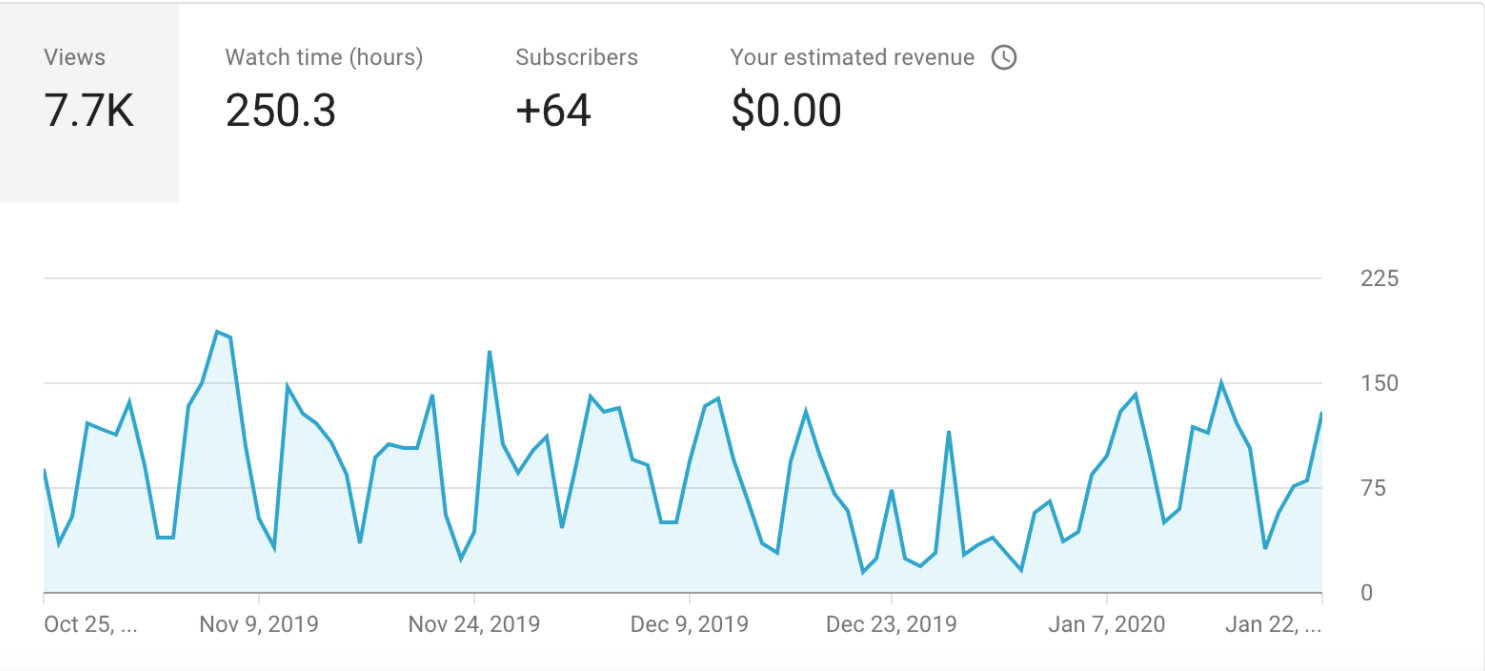 Views Watch time (hours) Subscribers Your estimated revenue
7.7K 250.3 +64 $0.00
225
150
75
0
Oct 25, ... Nov 9, 2019 Nov 24, 2019 Dec 9, 2019 Dec 23, 2019 Jan 7, 2020 Jan 22, ...